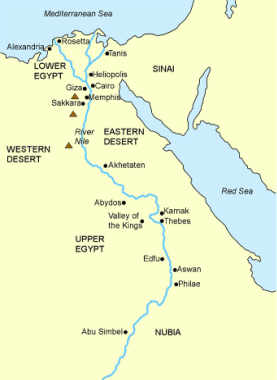 Mediterranean Sea
Rosetta
Alexandria
Tanis
LOWER
EGYPT
Heliopolis
SINAI
Giza
Cairo
Memphis
Sakkara
River
Nile
EASTERN
DESERT
WESTERN
DESERT
Akhetaten
Red Sea
Abydos
Karnak
Valley of
the Kings
Thebes
UPPER
EGYPT
Edfu
Aswan
Philae
Abu Simbel
NUBIA